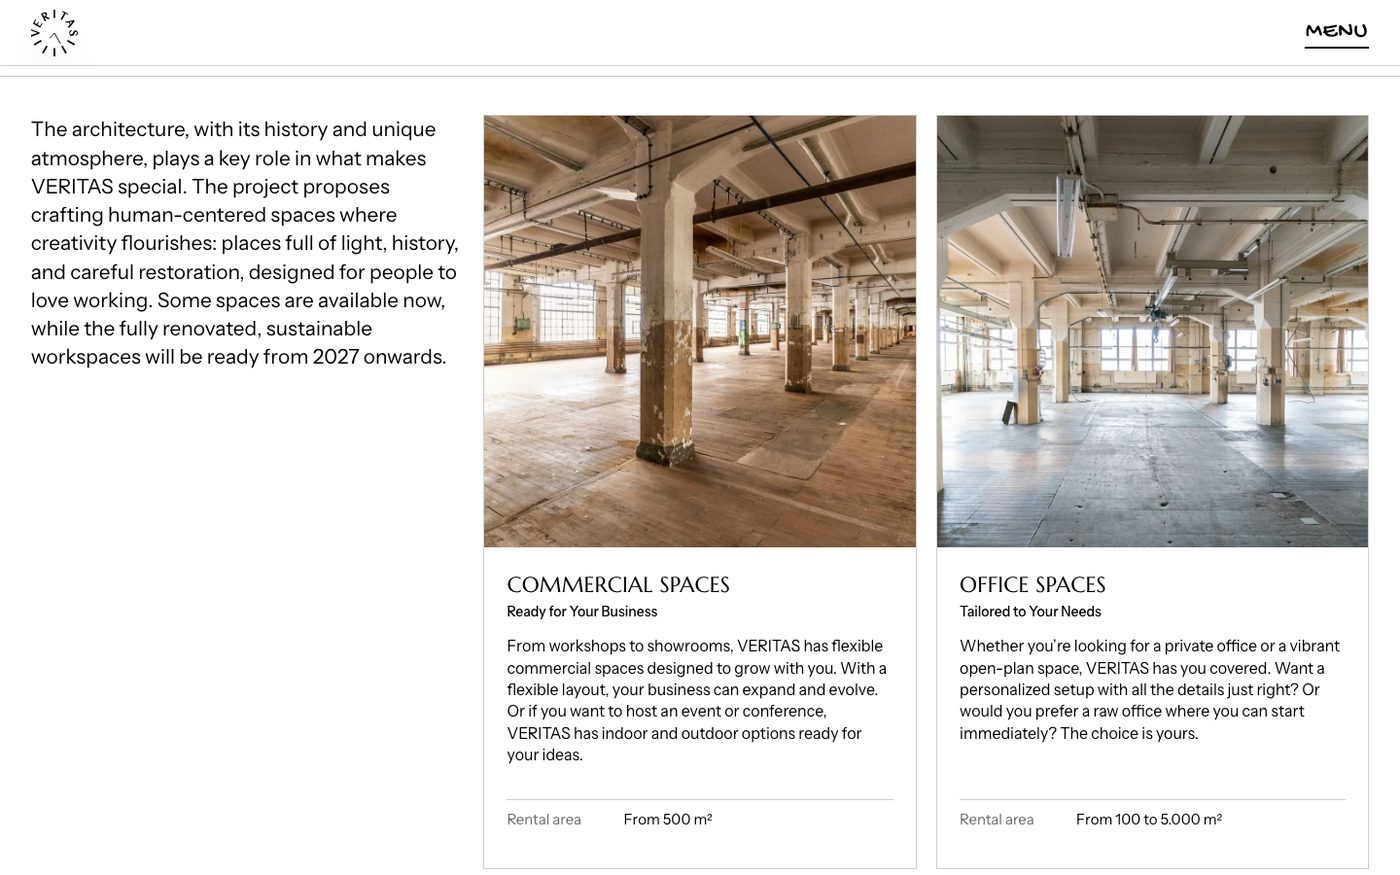 VERITAS
MENU
The architecture, with its history and unique
atmosphere, plays a key role in what makes
VERITAS special. The project proposes
crafting human-centered spaces where
creativity flourishes: places full of light, history,
and careful restoration, designed for people to
love working. Some spaces are available now,
while the fully renovated, sustainable
workspaces will be ready from 2027 onwards.
COMMERCIAL SPACES
Ready for Your Business
From workshops to showrooms, VERITAS has flexible
commercial spaces designed to grow with you. With a
flexible layout, your business can expand and evolve.
Or if you want to host an event or conference,
VERITAS has indoor and outdoor options ready for
your ideas.
Rental area From 500 m²
OFFICE SPACES
Tailored to Your Needs
Whether you’re looking for a private office or a vibrant
open-plan space, VERITAS has you covered. Want a
personalized setup with all the details just right? Or
would you prefer a raw office where you can start
immediately? The choice is yours.
Rental area From 100 to 5.000 m²